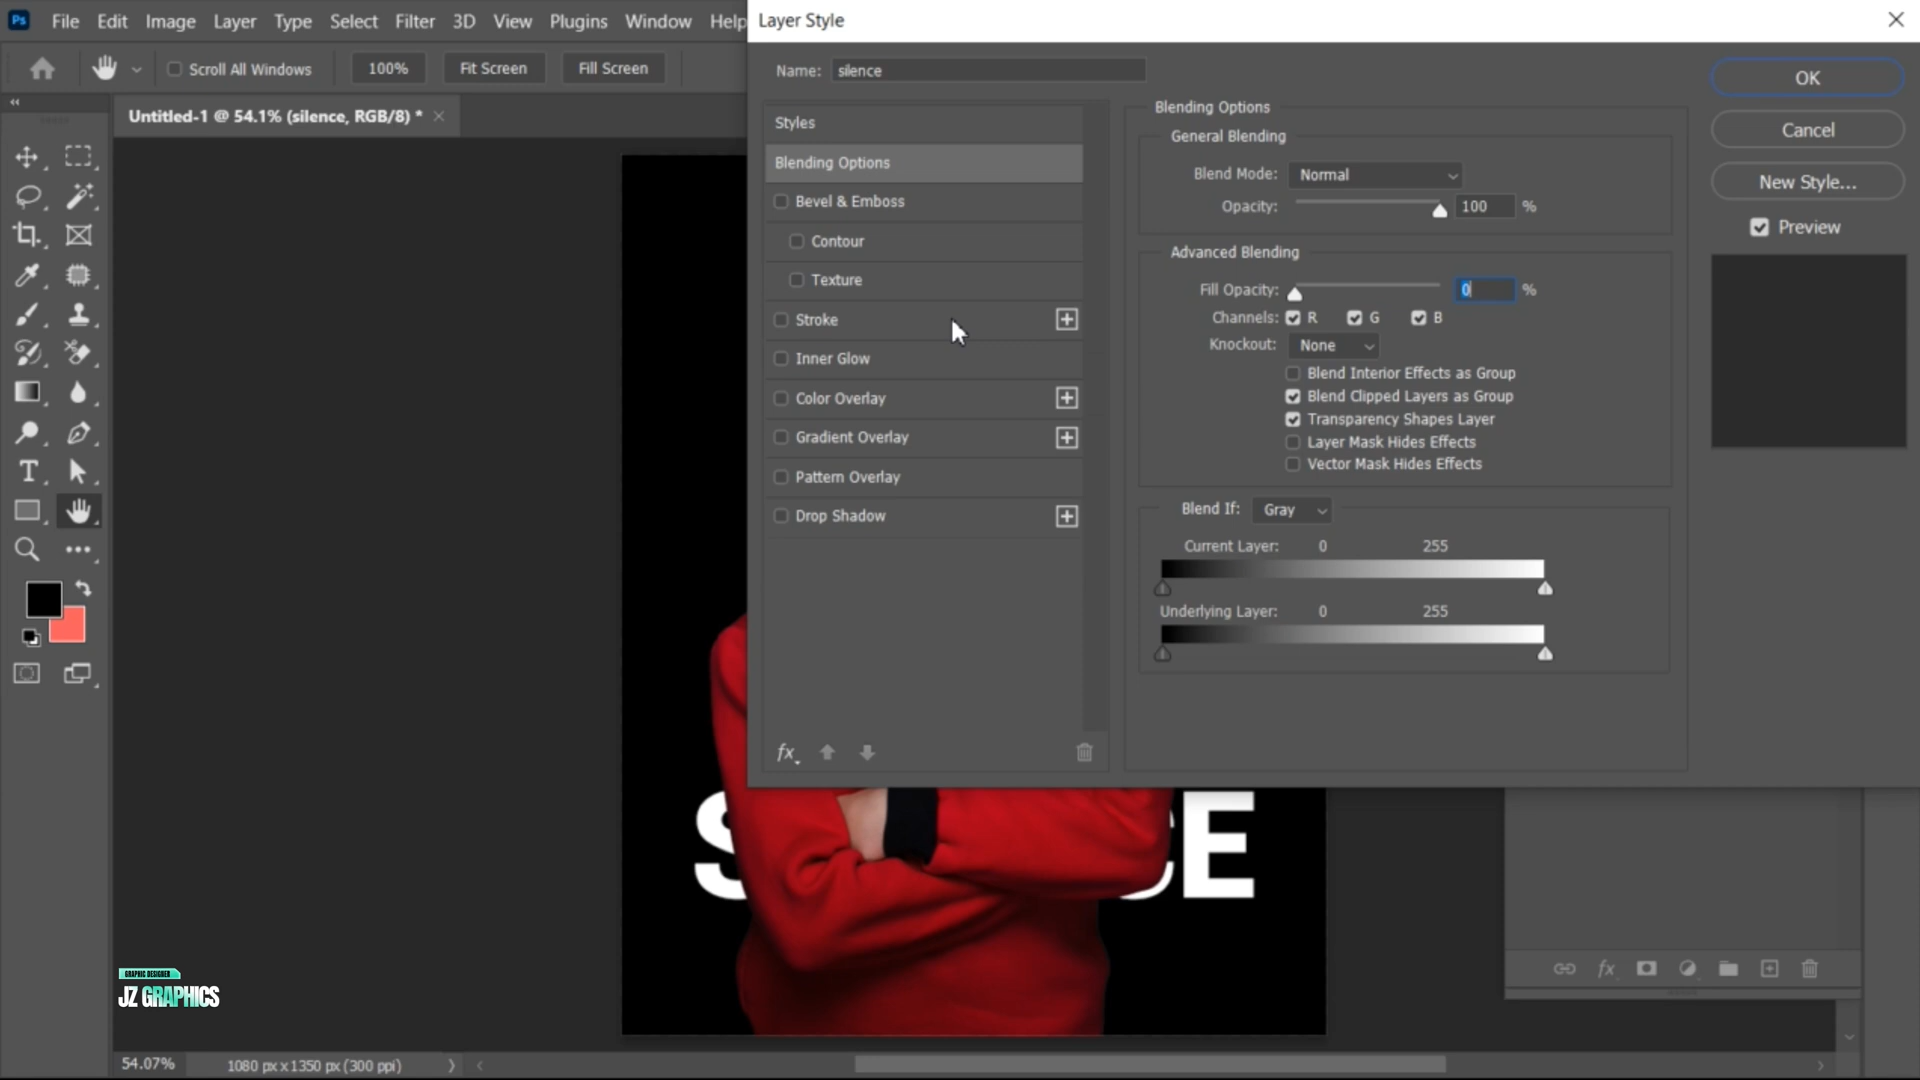 Ps File Edit Image Layer Type Select Filter 3D View Plugins Window Help
Layer Style
Scroll All Windows 100% Fit Screen Fill Screen
Name: silence
OK
Cancel
New Style...
Preview
Untitled-1 @ 54.1% (silence, RGB/8) *
Styles
Blending Options
Bevel & Emboss
Contour
Texture
Stroke
Inner Glow
Color Overlay
Gradient Overlay
Pattern Overlay
Drop Shadow
fx
Blending Options
General Blending
Blend Mode: Normal
Opacity: 100 %
Advanced Blending
Fill Opacity: 0 %
Channels: R G B
Knockout: None
Blend Interior Effects as Group
Blend Clipped Layers as Group
Transparency Shapes Layer
Layer Mask Hides Effects
Vector Mask Hides Effects
Blend If: Gray
Current Layer: 0 255
Underlying Layer: 0 255
T
S CE
fx
GRAPHIC DESIGNER
JZ GRAPHICS
54.07% 1080 px x 1350 px (300 ppi)